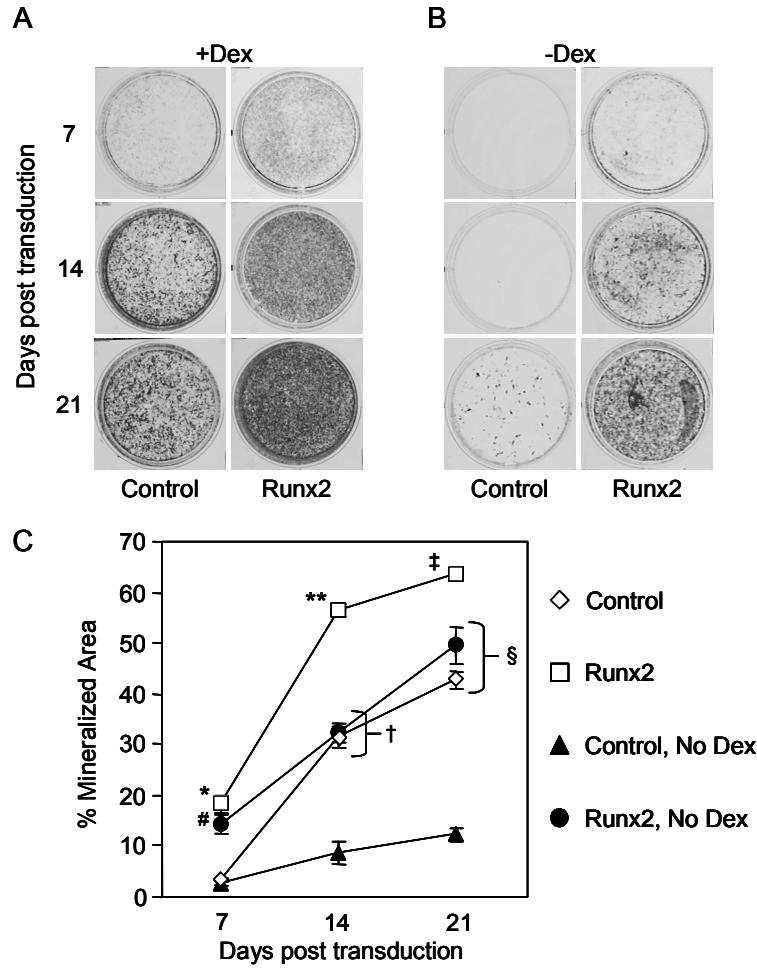 A
B
+Dex
-Dex
Days post transduction
7
14
21
Control
Runx2
Control
Runx2
C
% Mineralized Area
70
60
50
40
30
20
10
0
**
‡
§
†
*
#
7
14
21
Days post transduction
Control
Runx2
Control, No Dex
Runx2, No Dex